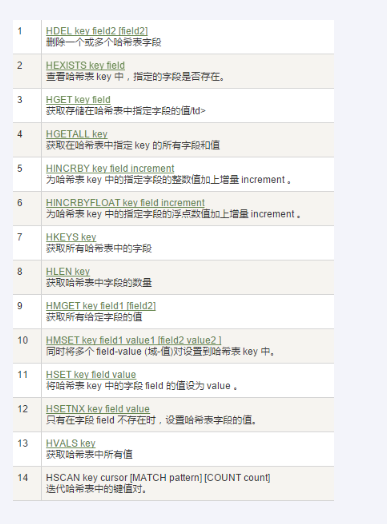 1 HDEL key field2 [field2]
删除一个或多个哈希表字段
2 HEXISTS key field
查看哈希表 key 中，指定的字段是否存在。
3 HGET key field
获取存储在哈希表中指定字段的值/td>
4 HGETALL key
获取在哈希表中指定 key 的所有字段和值
5 HINCRBY key field increment
为哈希表 key 中的指定字段的整数值加上增量 increment 。
6 HINCRBYFLOAT key field increment
为哈希表 key 中的指定字段的浮点数值加上增量 increment 。
7 HKEYS key
获取所有哈希表中的字段
8 HLEN key
获取哈希表中字段的数量
9 HMGET key field1 [field2]
获取所有给定字段的值
10 HMSET key field1 value1 [field2 value2 ]
同时将多个 field-value (域-值)对设置到哈希表 key 中。
11 HSET key field value
将哈希表 key 中的字段 field 的值设为 value 。
12 HSETNX key field value
只有在字段 field 不存在时，设置哈希表字段的值。
13 HVALS key
获取哈希表中所有值
14 HSCAN key cursor [MATCH pattern] [COUNT count]
迭代哈希表中的键值对。